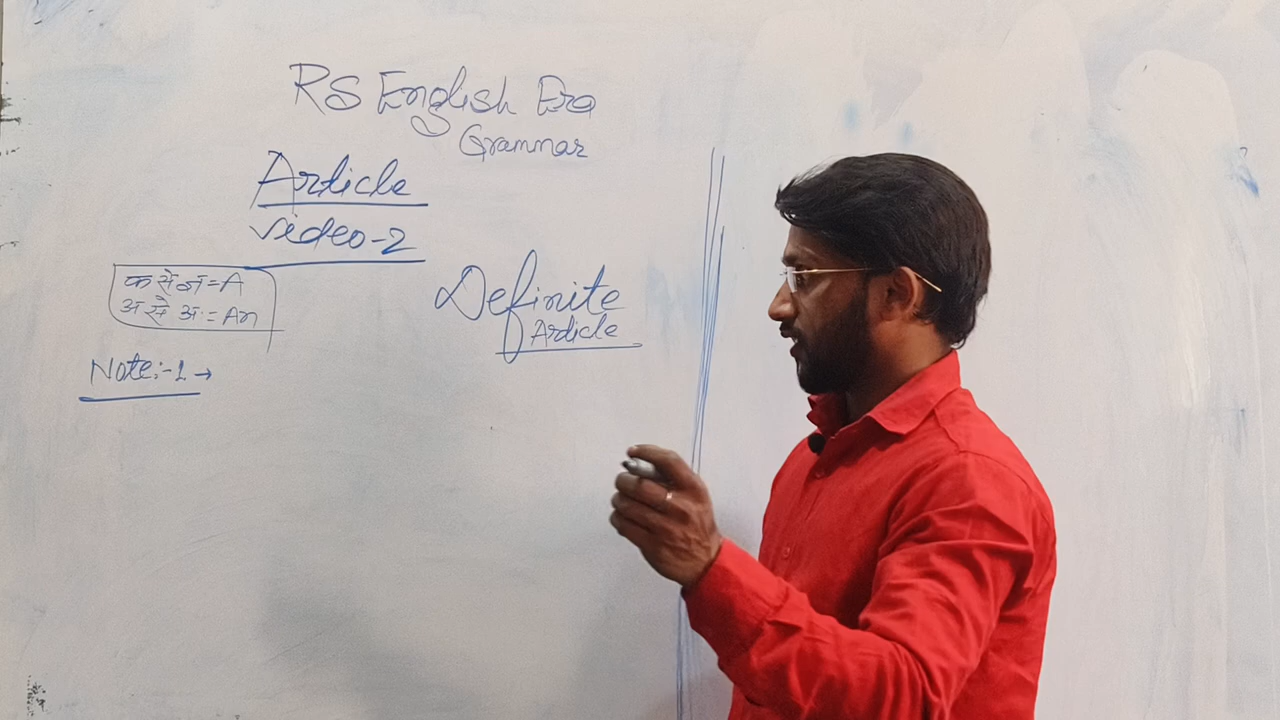 RS English Era
Grammar
Article
Video-2
क से ज्ञ = A
अ से अः = An
Definite
Article
Note:-1 →